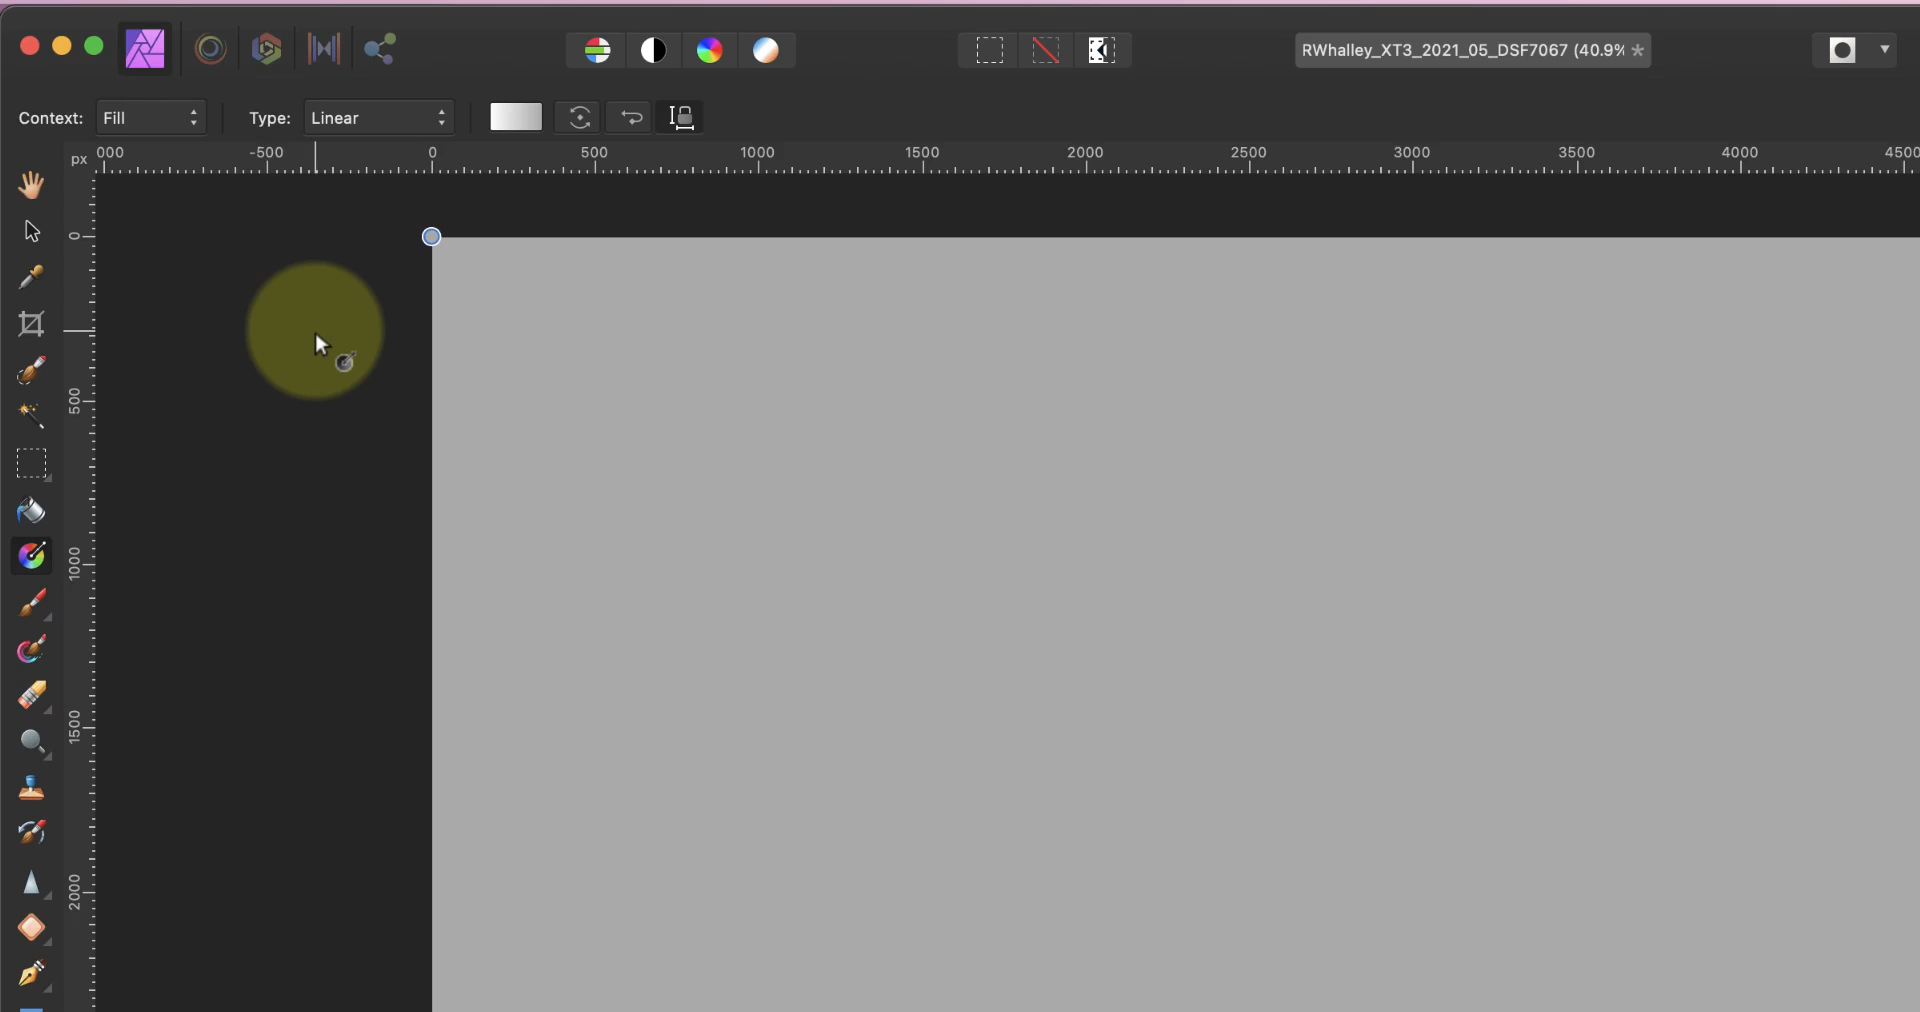 RWhalley_XT3_2021_05_DSF7067 (40.9% *
Context: Fill Type: Linear
px 000 -500 0 500 1000 1500 2000 2500 3000 3500 4000 4500
0
500
1000
1500
2000